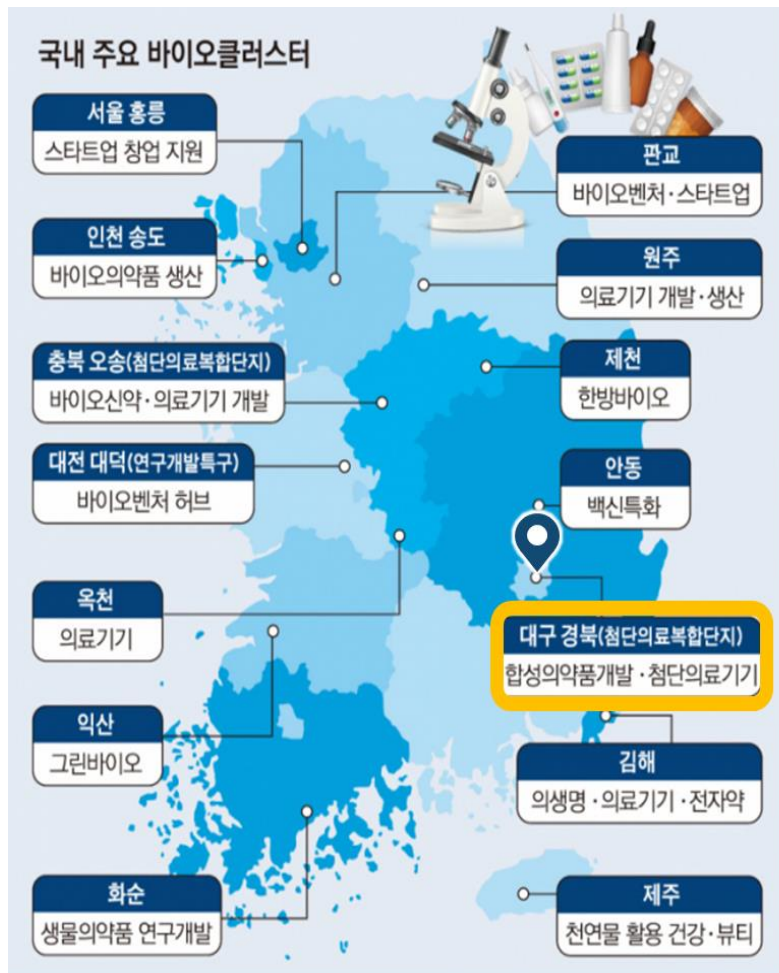 국내 주요 바이오클러스터
서울 홍릉
스타트업 창업 지원
판교
바이오벤처·스타트업
인천 송도
바이오의약품 생산
원주
의료기기 개발·생산
충북 오송(첨단의료복합단지)
바이오신약·의료기기 개발
제천
한방바이오
대전 대덕(연구개발특구)
바이오벤처 허브
안동
백신특화
옥천
의료기기
대구 경북(첨단의료복합단지)
합성의약품개발·첨단의료기기
익산
그린바이오
김해
의생명·의료기기·전자약
화순
생물의약품 연구개발
제주
천연물 활용 건강·뷰티